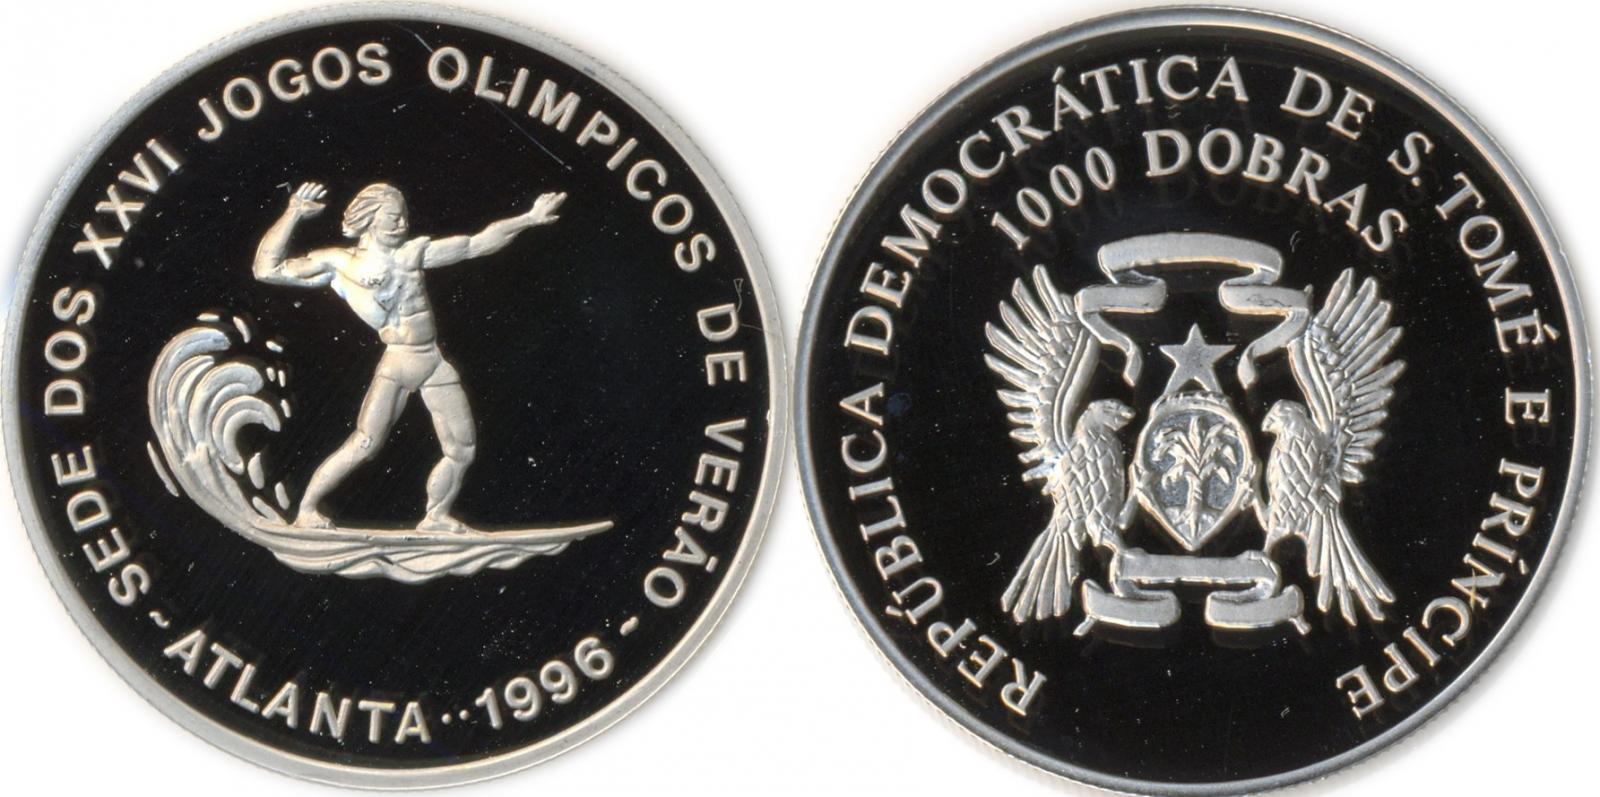 SEDE DOS XXVI JOGOS OLIMPICOS DE VERÃO -
~ ATLANTA ·· 1996
REPÚBLICA DEMOCRÁTICA DE S. TOMÉ E PRÍNCIPE
1000 DOBRAS